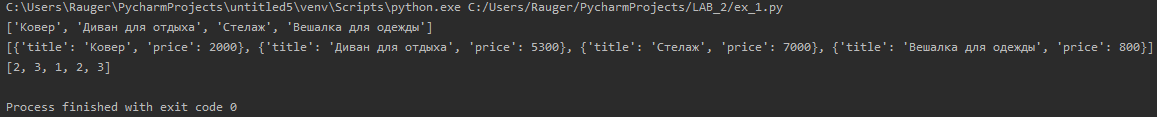 C:\Users\Rauger\PycharmProjects\untitled5\venv\Scripts\python.exe C:/Users/Rauger/PycharmProjects/LAB_2/ex_1.py
['Ковер', 'Диван для отдыха', 'Стелаж', 'Вешалка для одежды']
[{'title': 'Ковер', 'price': 2000}, {'title': 'Диван для отдыха', 'price': 5300}, {'title': 'Стелаж', 'price': 7000}, {'title': 'Вешалка для одежды', 'price': 800}]
[2, 3, 1, 2, 3]
Process finished with exit code 0